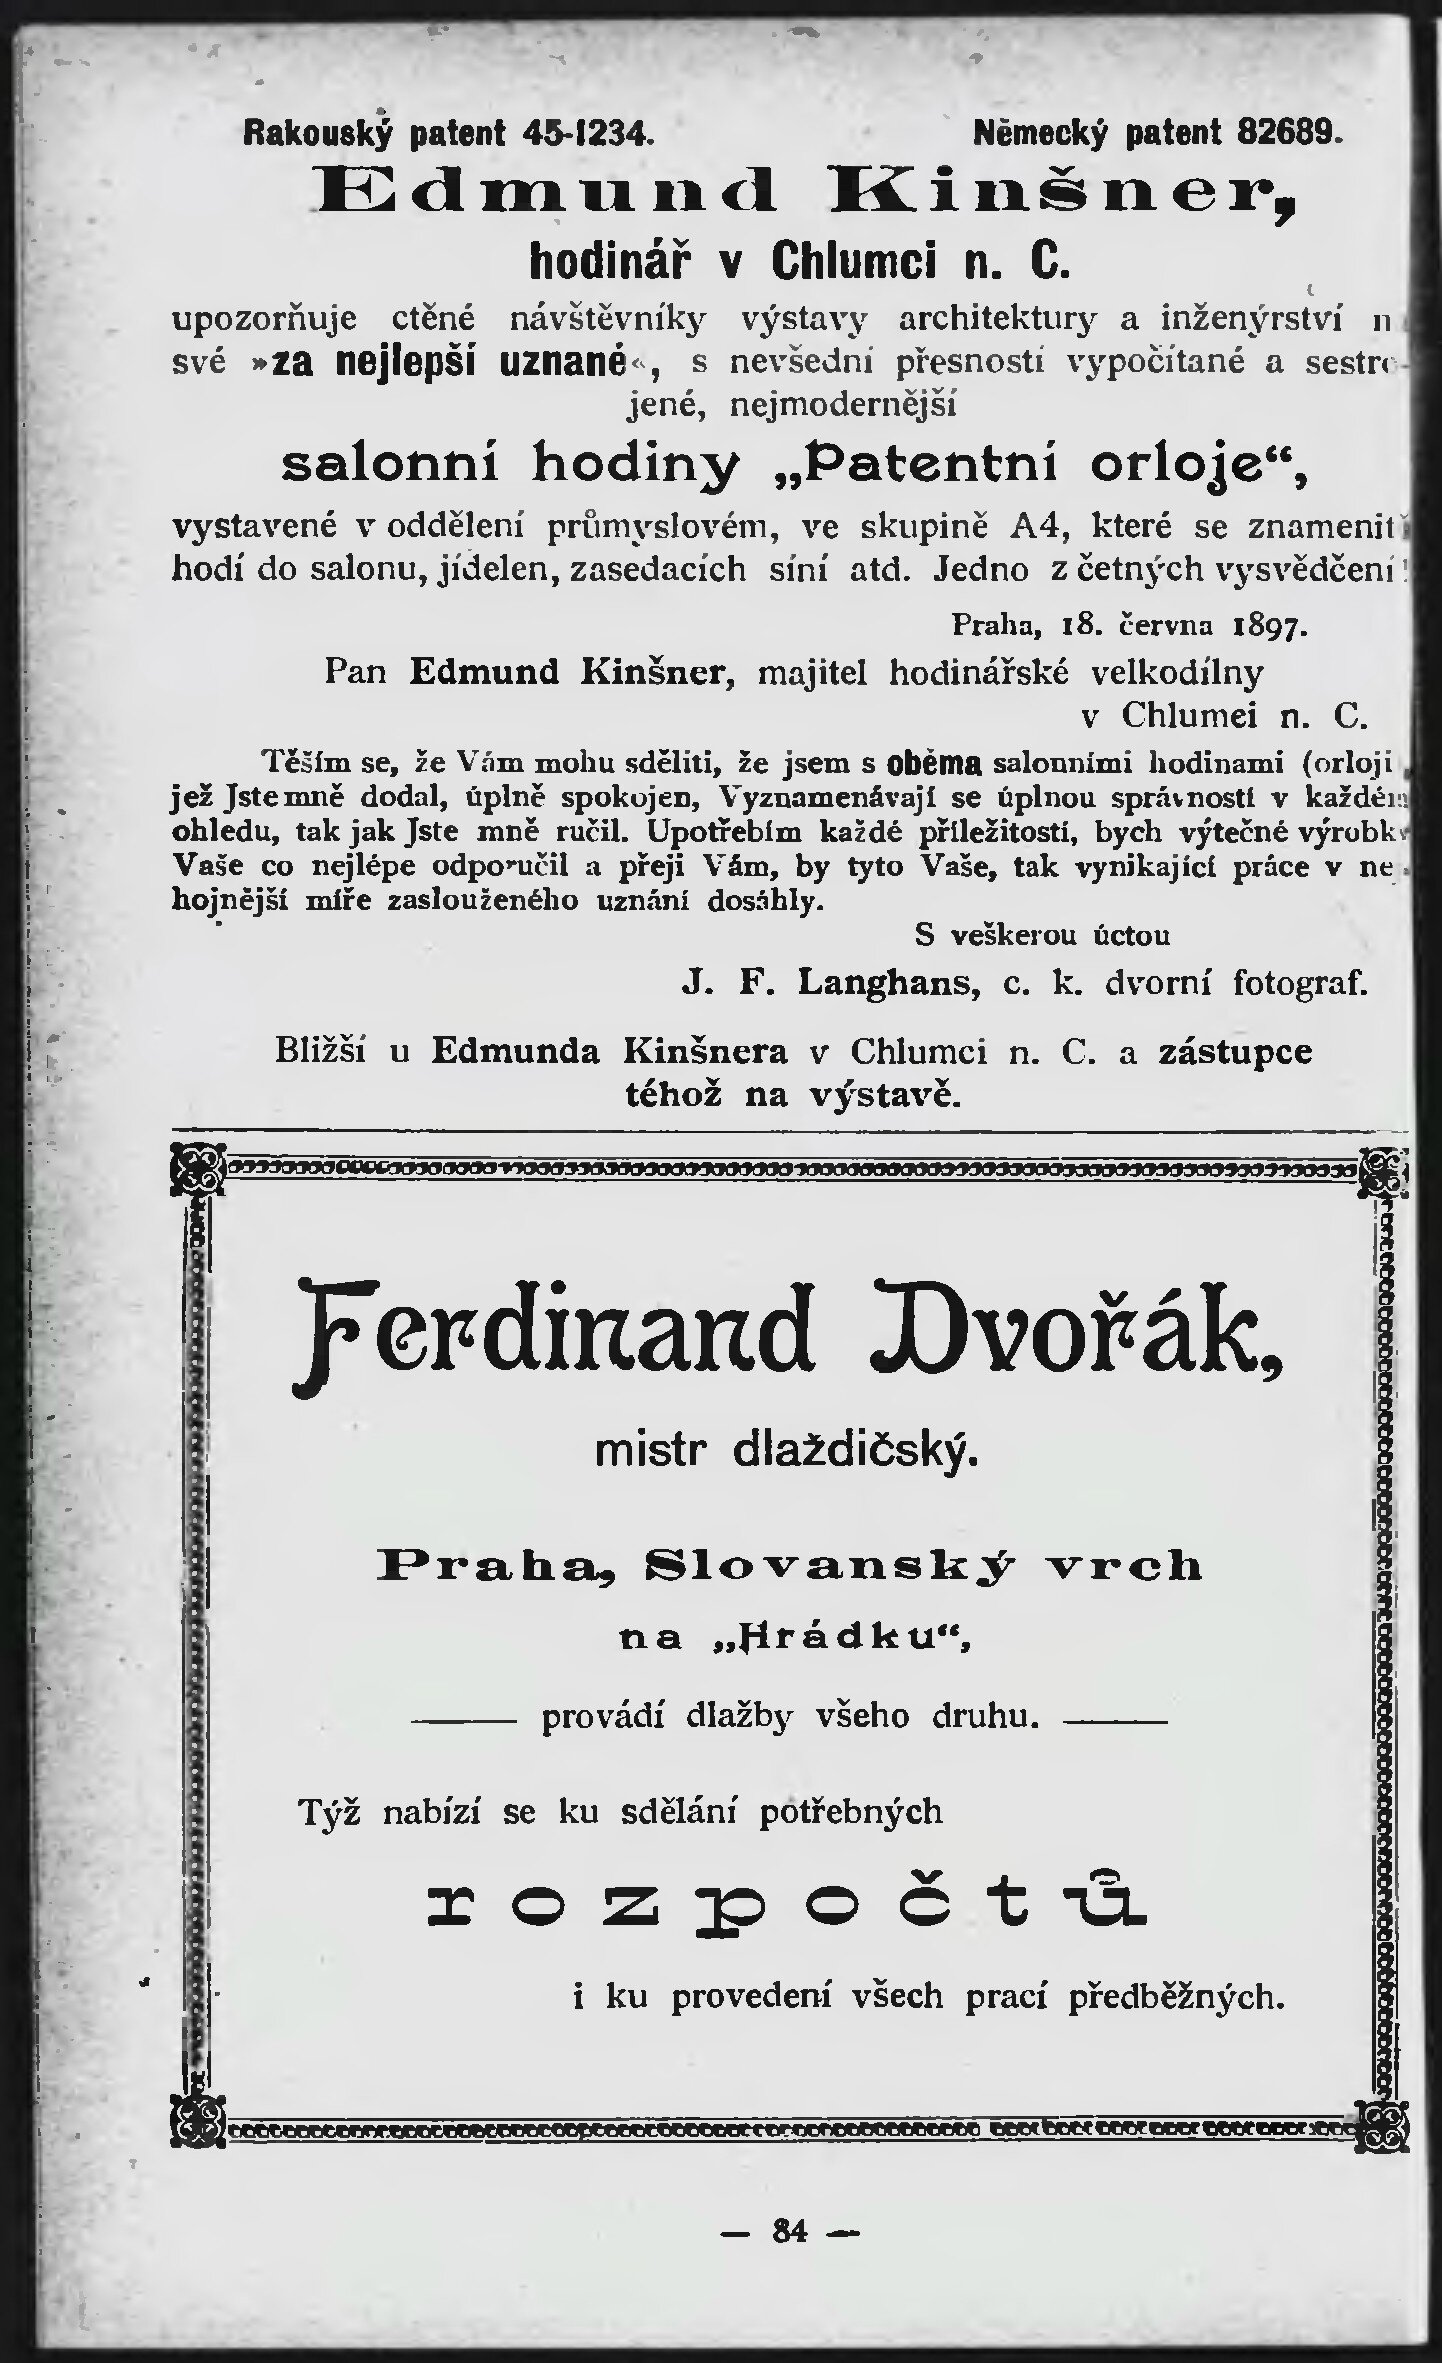 Rakouský patent 45-1234. Německý patent 82689.
Edmund Kinšner,
hodinář v Chlumci n. C.
upozorňuje ctěné návštěvníky výstavy architektury a inženýrství n
své »za nejlepší uznané«, s nevšední přesností vypočítané a sestro-
jené, nejmodernější
salonní hodiny „Patentní orloje“,
vystavené v oddělení průmyslovém, ve skupině A4, které se znamenitě
hodí do salonu, jídelen, zasedacích síní atd. Jedno z četných vysvědčení:
Praha, 18. června 1897.
Pan Edmund Kinšner, majitel hodinářské velkodílny
v Chlumei n. C.
Těším se, že Vám mohu sděliti, že jsem s oběma salonními hodinami (orloji
jež Jste mně dodal, úplně spokojen, Vyznamenávají se úplnou správností v každém
ohledu, tak jak Jste mně ručil. Upotřebím každé příležitosti, bych výtečné výrobky
Vaše co nejlépe odporučil a přeji Vám, by tyto Vaše, tak vynikající práce v ne
hojnější míře zaslouženého uznání dosáhly.
S veškerou úctou
J. F. Langhans, c. k. dvorní fotograf.
Bližší u Edmunda Kinšnera v Chlumci n. C. a zástupce
téhož na výstavě.
Ferdinand Dvořák,
mistr dlaždičský.
Praha, Slovanský vrch
na „Hrádku“,
provádí dlažby všeho druhu.
Týž nabízí se ku sdělání potřebných
rozpočtů
i ku provedení všech prací předběžných.
— 84 —